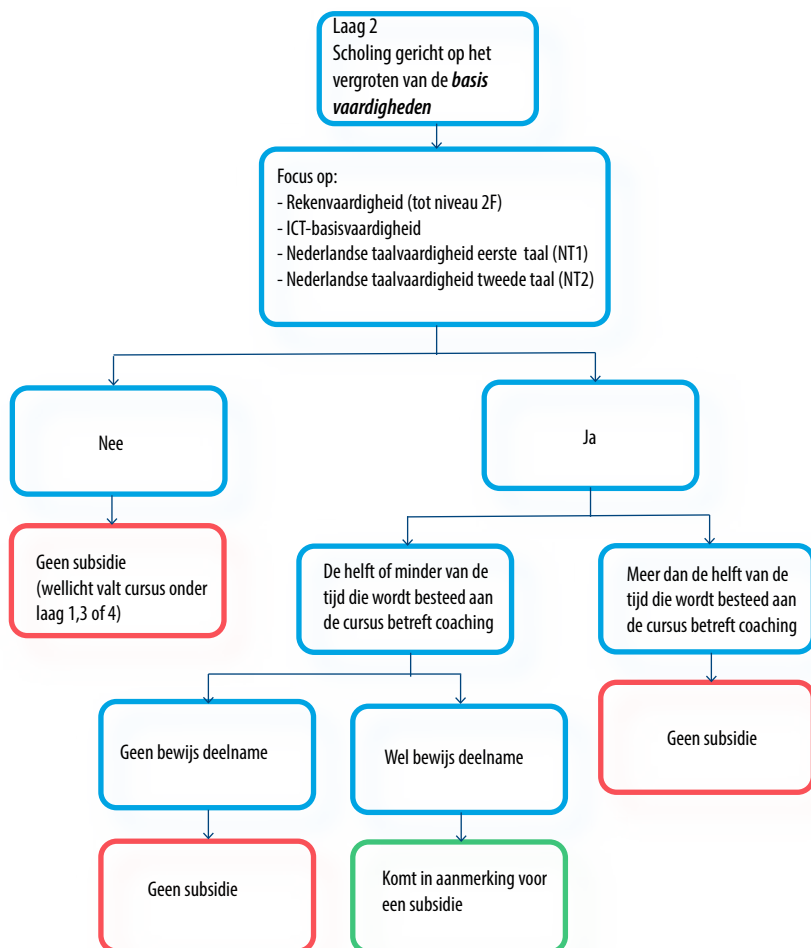 Laag 2
Scholing gericht op het
vergroten van de basis
vaardigheden
Focus op:
- Rekenvaardigheid (tot niveau 2F)
- ICT-basisvaardigheid
- Nederlandse taalvaardigheid eerste taal (NT1)
- Nederlandse taalvaardigheid tweede taal (NT2)
Nee
Ja
Geen subsidie
(wellicht valt cursus onder
laag 1,3 of 4)
De helft of minder van de
tijd die wordt besteed aan
de cursus betreft coaching
Meer dan de helft van de
tijd die wordt besteed aan
de cursus betreft coaching
Geen bewijs deelname
Wel bewijs deelname
Geen subsidie
Geen subsidie
Komt in aanmerking voor
een subsidie